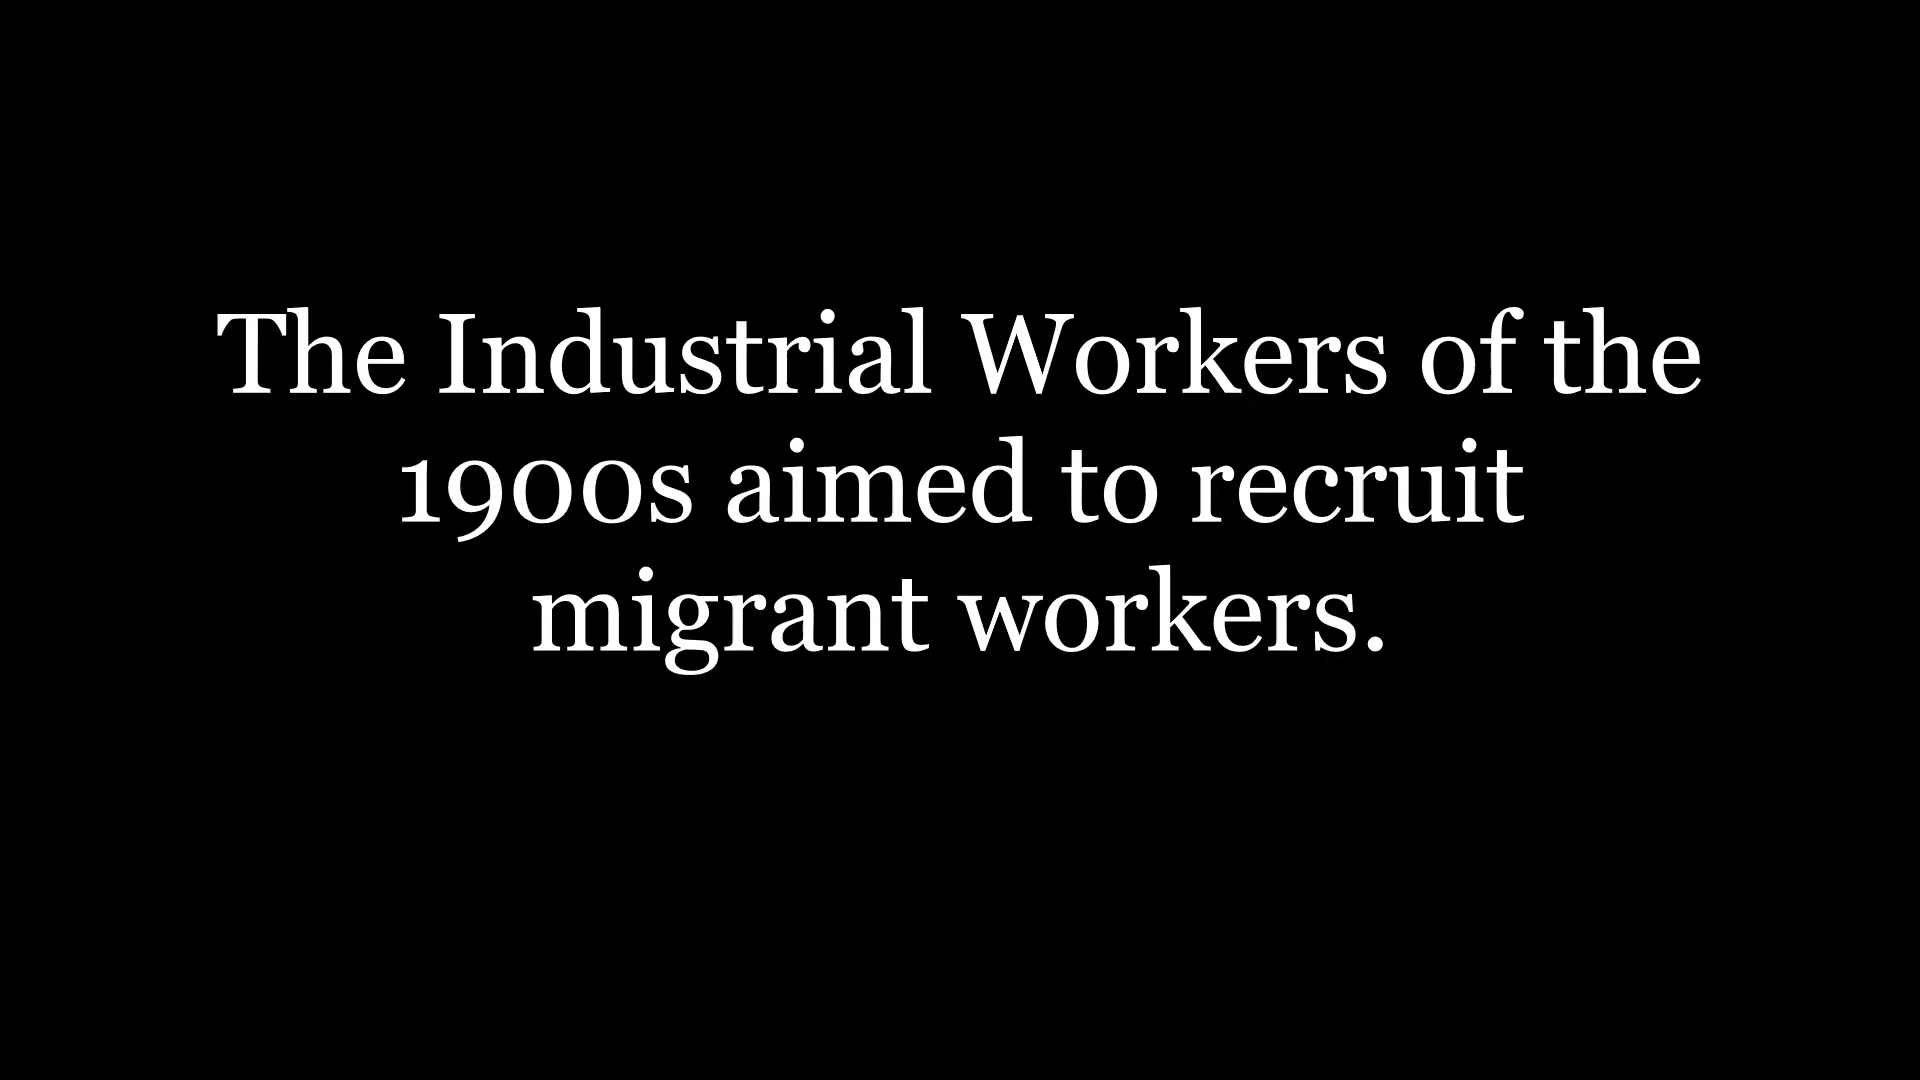 The Industrial Workers of the
1900s aimed to recruit
migrant workers.